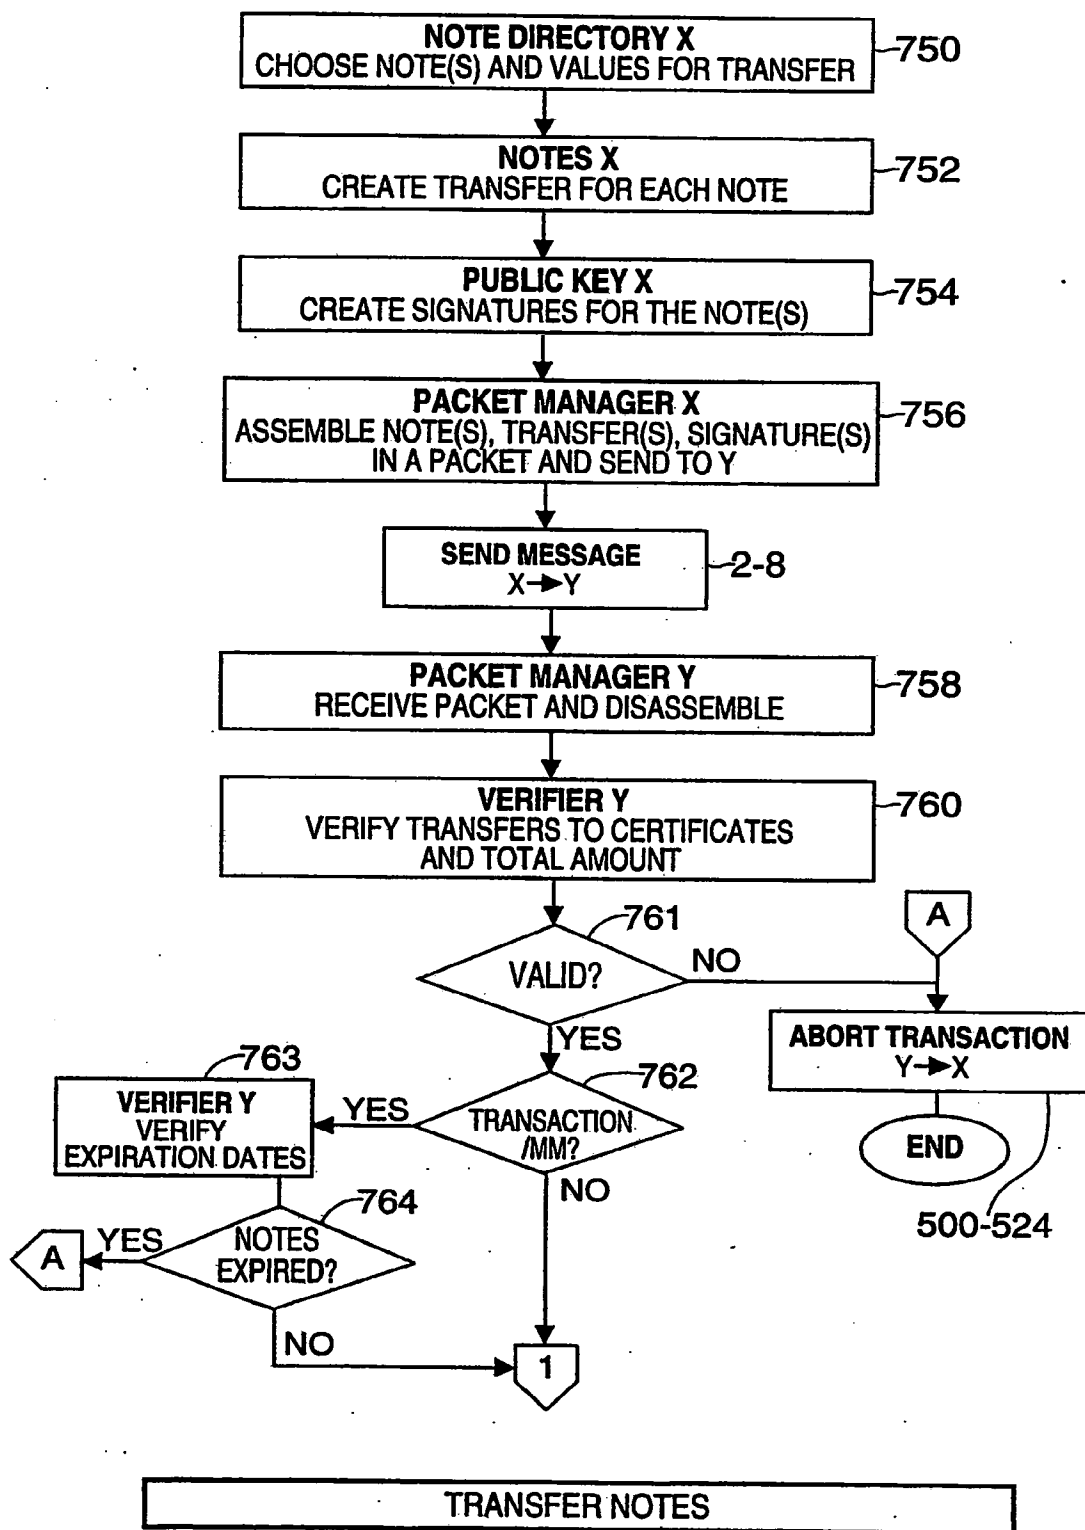 NOTE DIRECTORY X
CHOOSE NOTE(S) AND VALUES FOR TRANSFER
750
NOTES X
CREATE TRANSFER FOR EACH NOTE
752
PUBLIC KEY X
CREATE SIGNATURES FOR THE NOTE(S)
754
PACKET MANAGER X
ASSEMBLE NOTE(S), TRANSFER(S), SIGNATURE(S)
IN A PACKET AND SEND TO Y
756
SEND MESSAGE
X→Y
2-8
PACKET MANAGER Y
RECEIVE PACKET AND DISASSEMBLE
758
VERIFIER Y
VERIFY TRANSFERS TO CERTIFICATES
AND TOTAL AMOUNT
760
761
VALID?
NO
A
YES
ABORT TRANSACTION
Y→X
END
500-524
762
TRANSACTION
/MM?
YES
NO
763
VERIFIER Y
VERIFY
EXPIRATION DATES
764
NOTES
EXPIRED?
YES
A
NO
1
TRANSFER NOTES